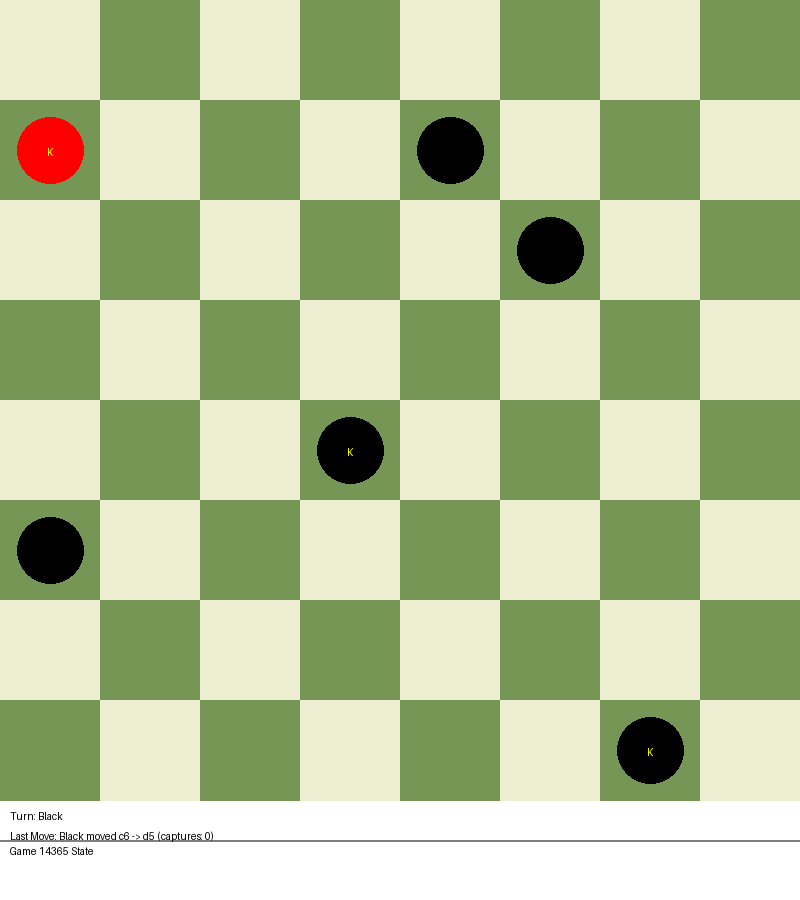 K
K
K
Turn: Black
Last Move: Black moved c6 -> d5 (captures: 0)
Game 14365 State